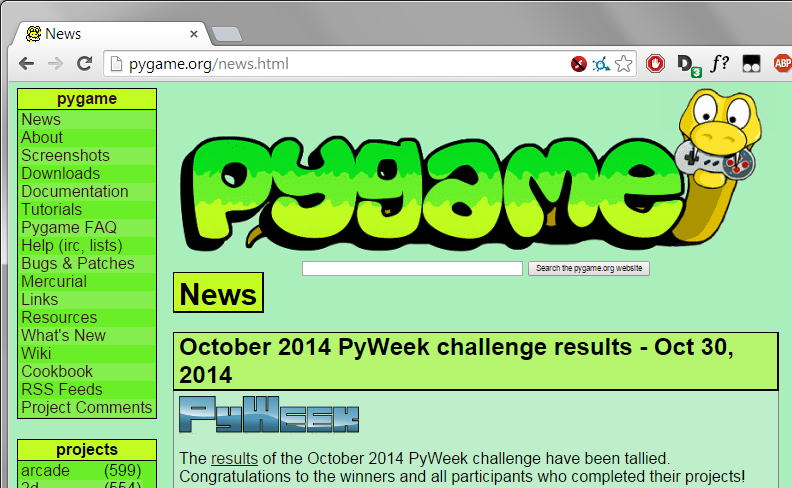 News
pygame.org/news.html
3
f?
ABP
pygame
News
About
Screenshots
Downloads
Documentation
Tutorials
Pygame FAQ
Help (irc, lists)
Bugs & Patches
Mercurial
Links
Resources
What's New
Wiki
Cookbook
RSS Feeds
Project Comments
projects
arcade (599)
2d (554)
pygame
Search the pygame.org website
News
October 2014 PyWeek challenge results - Oct 30,
2014
PyWeek
The results of the October 2014 PyWeek challenge have been tallied.
Congratulations to the winners and all participants who completed their projects!